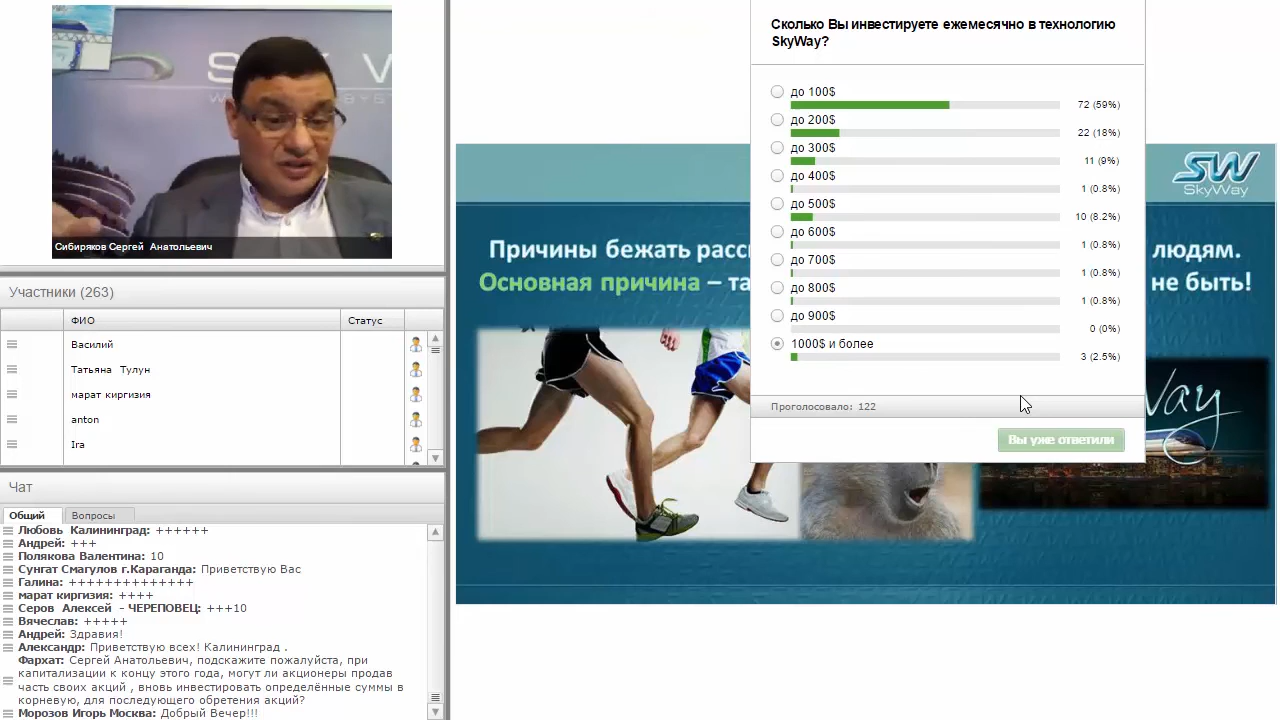 Сибиряков Сергей Анатольевич
Участники (263)
ФИО
Статус
Василий
Татьяна Тулун
марат киргизия
anton
Ira
Чат
Общий
Вопросы
Любовь Калининград: ++++++
Андрей: +++
Полякова Валентина: 10
Сунгат Смагулов г.Караганда: Приветствую Вас
Галина: ++++++++++++++
марат киргизия: ++++
Серов Алексей - ЧЕРЕПОВЕЦ: +++10
Вячеслав: +++++
Андрей: Здравия!
Александр: Приветствую всех! Калининград .
Фархат: Сергей Анатольевич, подскажите пожалуйста, при
капитализации к концу этого года, могут ли акционеры продав
часть своих акций , вновь инвестировать определённые суммы в
корневую, для последующего обретения акций?
Морозов Игорь Москва: Добрый Вечер!!!
Сколько Вы инвестируете ежемесячно в технологию
SkyWay?
до 100$
72 (59%)
до 200$
22 (18%)
до 300$
11 (9%)
до 400$
1 (0.8%)
до 500$
10 (8.2%)
до 600$
1 (0.8%)
до 700$
1 (0.8%)
до 800$
1 (0.8%)
до 900$
0 (0%)
1000$ и более
3 (2.5%)
Проголосовало: 122
Вы уже ответили
SW
SkyWay
Причины бежать людям.
Основная причина – не быть!